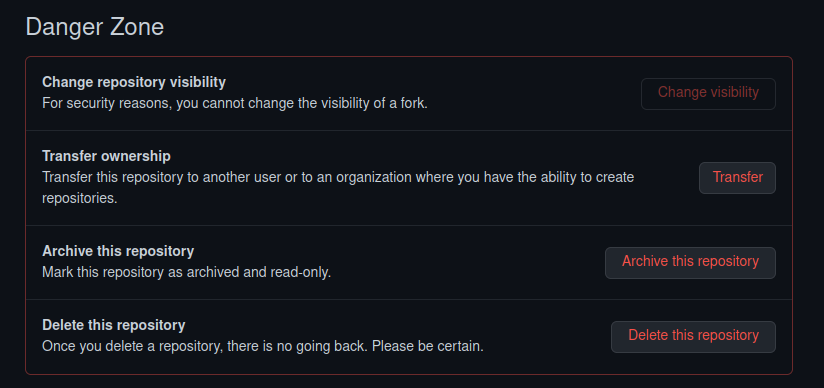 Danger Zone
Change repository visibility
For security reasons, you cannot change the visibility of a fork.
Change visibility
Transfer ownership
Transfer this repository to another user or to an organization where you have the ability to create
repositories.
Transfer
Archive this repository
Mark this repository as archived and read-only.
Archive this repository
Delete this repository
Once you delete a repository, there is no going back. Please be certain.
Delete this repository